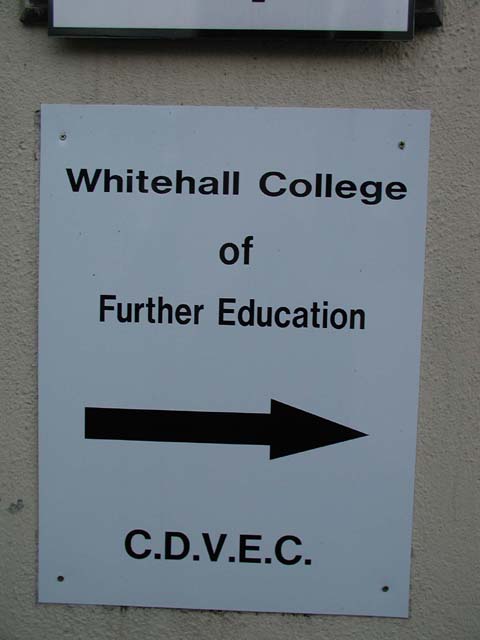 Whitehall College
of
Further Education
C.D.V.E.C.